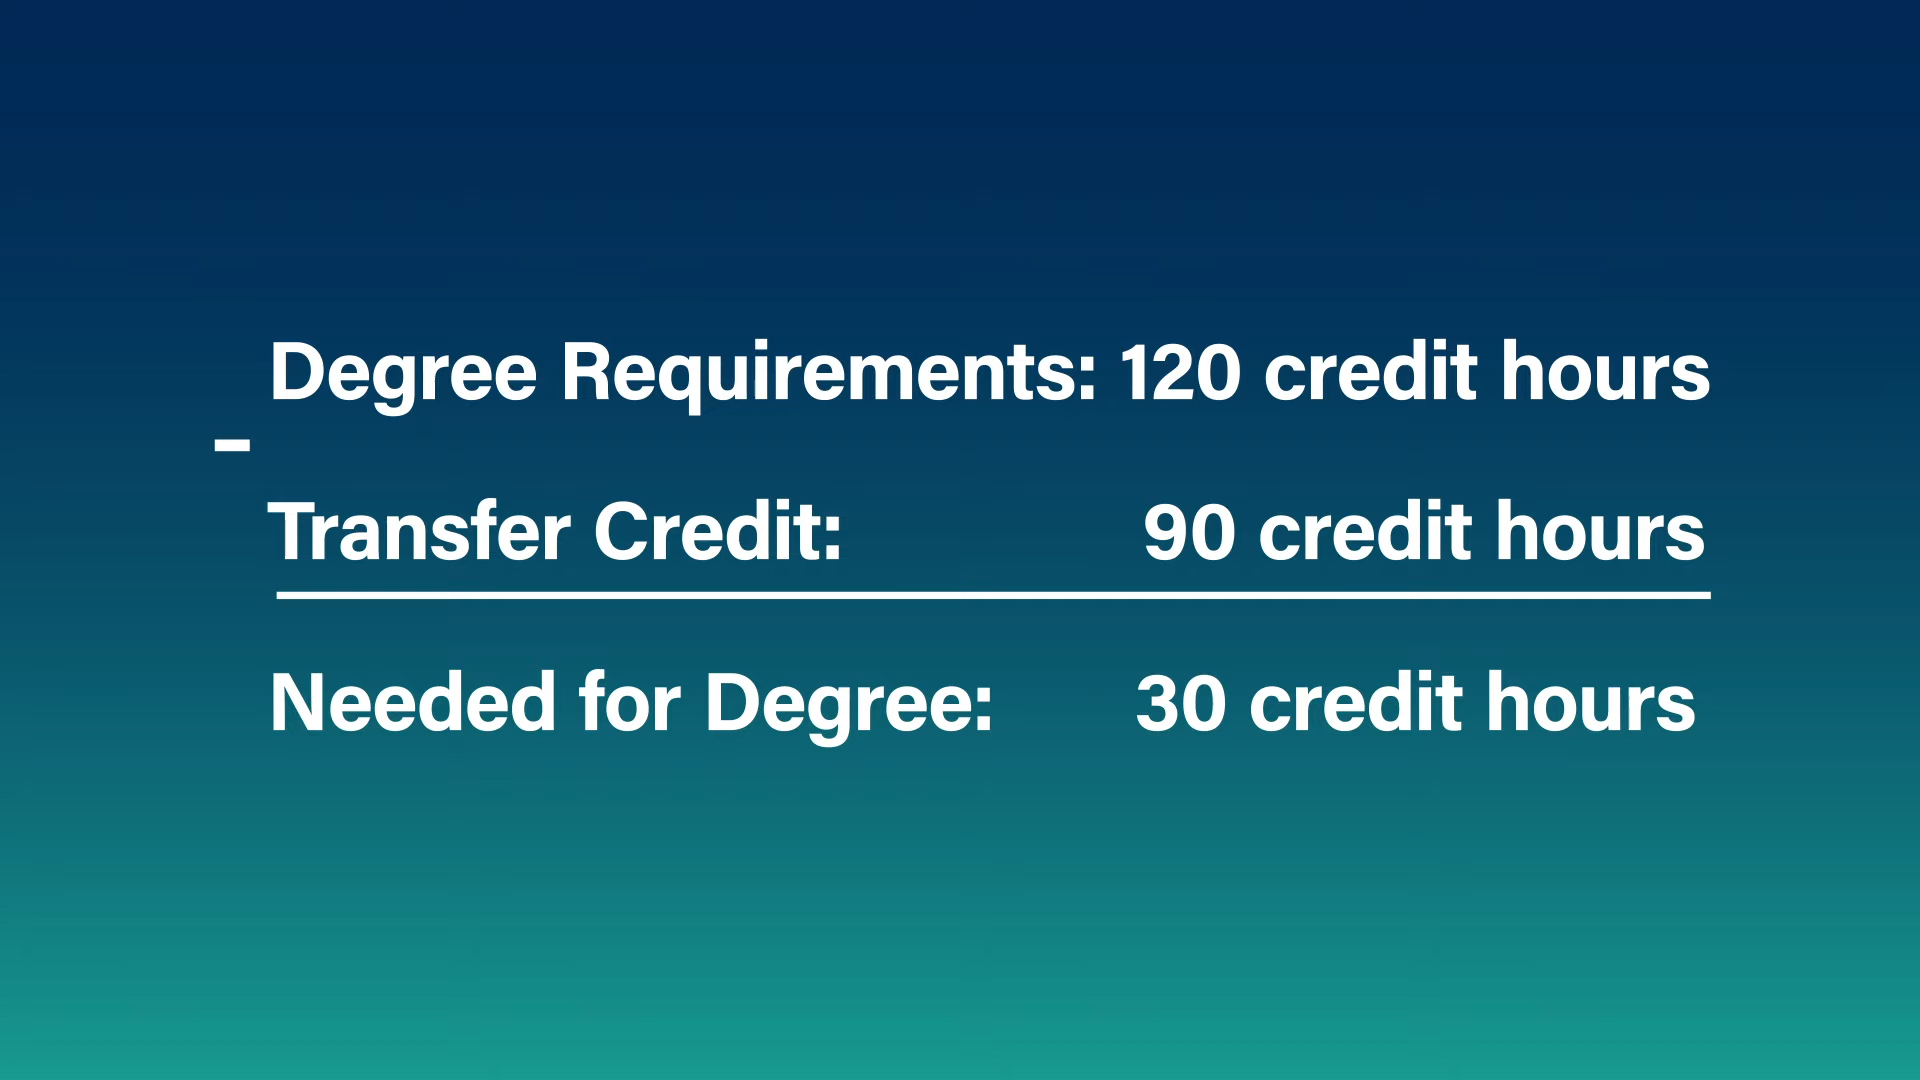 Degree Requirements: 120 credit hours
-
Transfer Credit: 90 credit hours
Needed for Degree: 30 credit hours